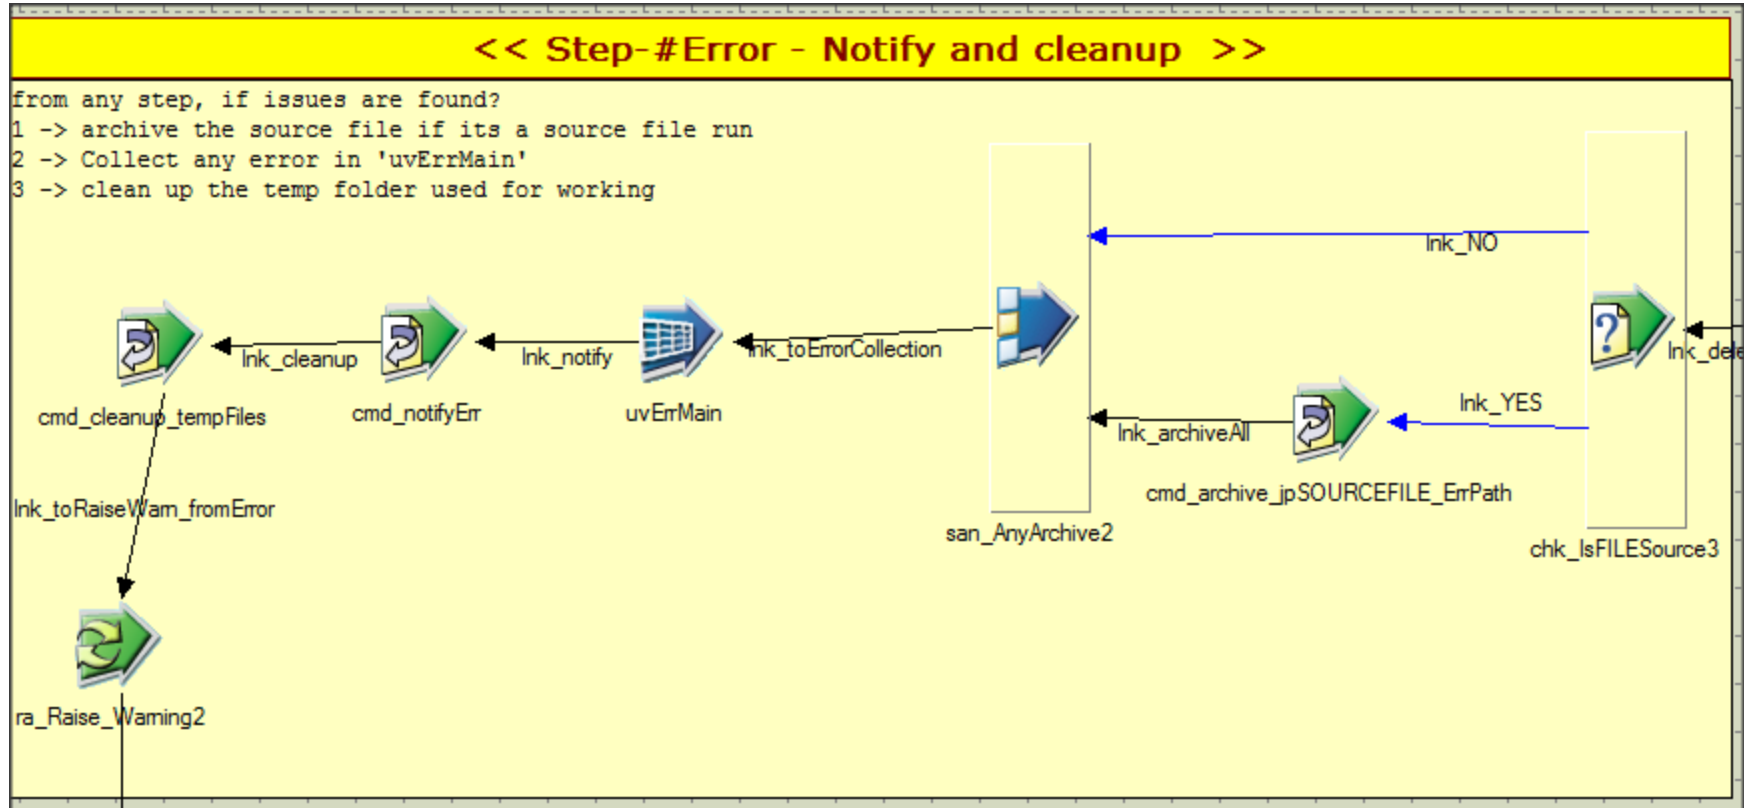 << Step-#Error - Notify and cleanup >>
from any step, if issues are found?
1 -> archive the source file if its a source file run
2 -> Collect any error in 'uvErrMain'
3 -> clean up the temp folder used for working
lnk_NO
lnk_cleanup
lnk_notify
lnk_toErrorCollection
lnk_dele
cmd_cleanup_tempFiles
cmd_notifyErr
uvErrMain
lnk_archiveAll
lnk_YES
cmd_archive_jpSOURCEFILE_ErrPath
lnk_toRaiseWarn_fromError
san_AnyArchive2
chk_IsFILESource3
ra_Raise_Warning2